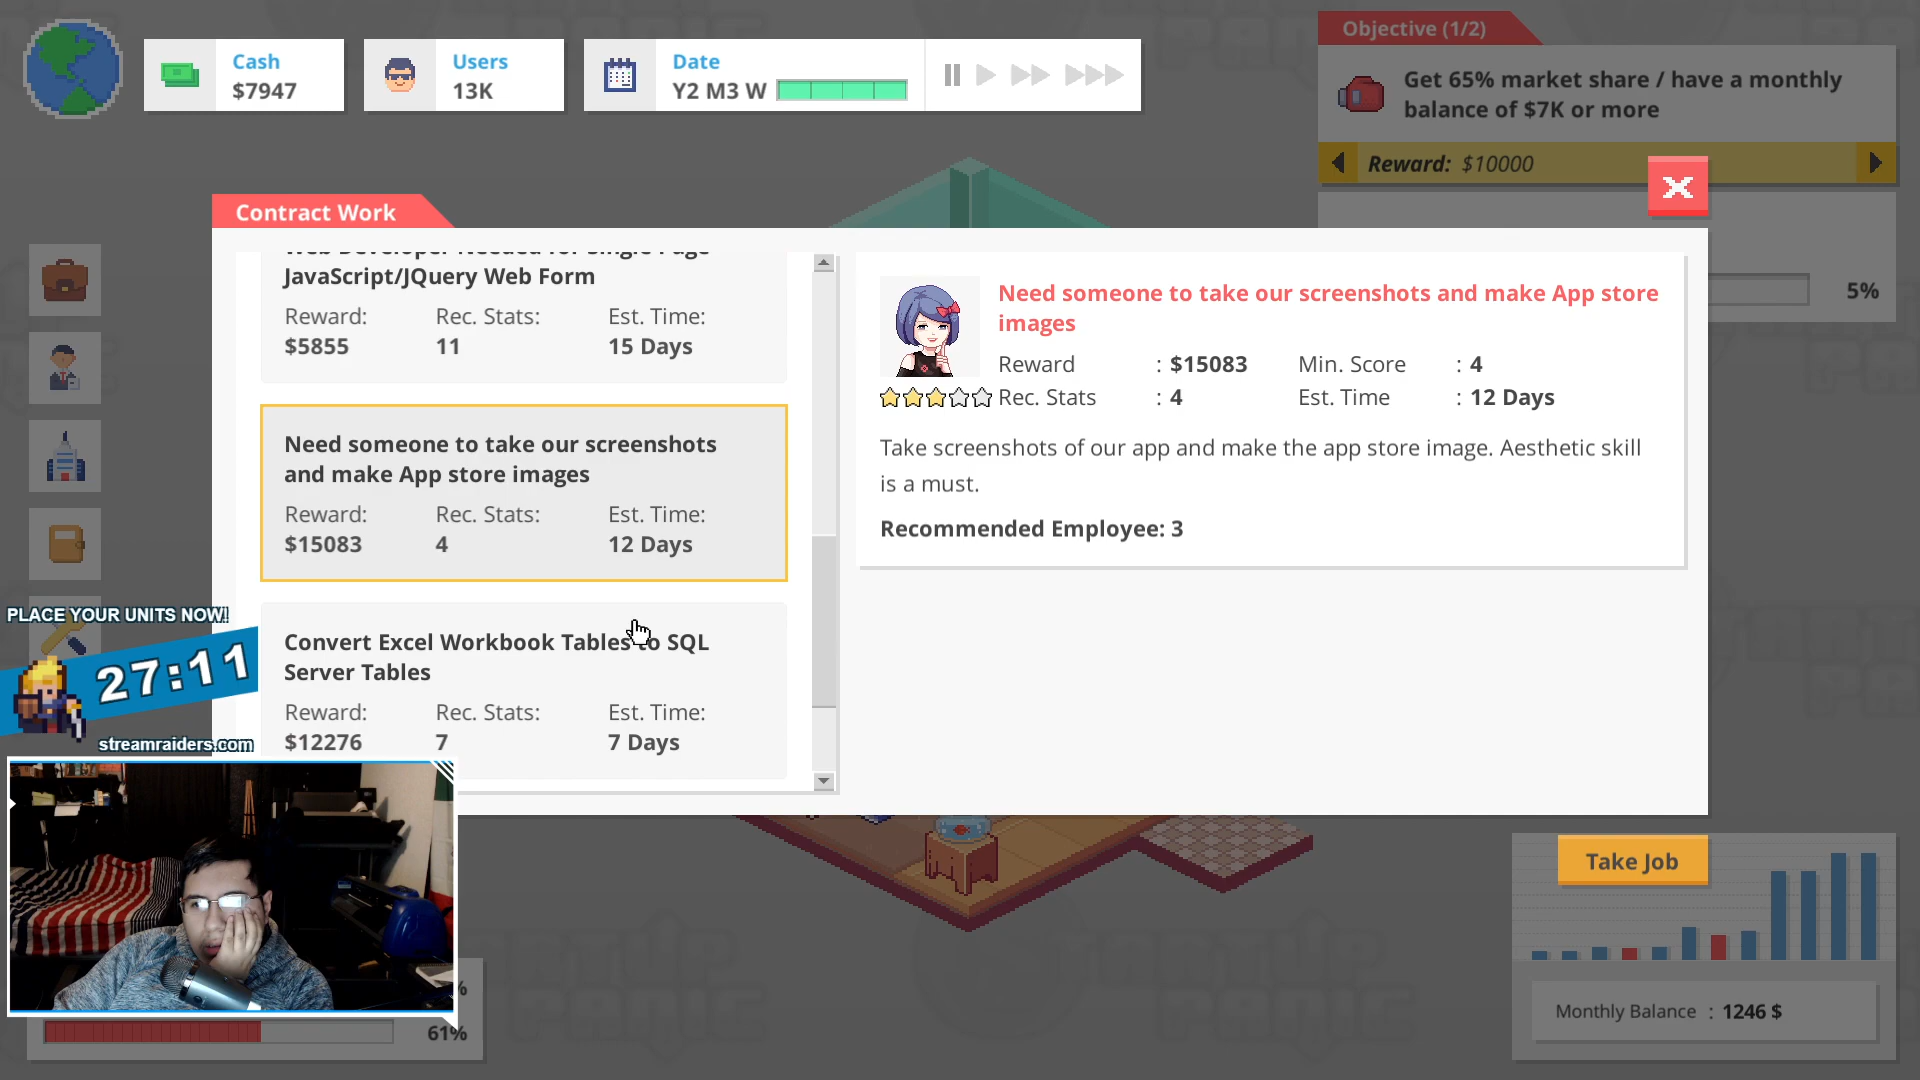 Cash
$7947
Users
13K
Date
Y2 M3 W
Objective (1/2)
Get 65% market share / have a monthly
balance of $7K or more
Reward: $10000
5%
Contract Work
Web Developer Needed for Single Page
JavaScript/JQuery Web Form
Reward:
Rec. Stats:
Est. Time:
$5855
11
15 Days
Need someone to take our screenshots
and make App store images
Reward:
Rec. Stats:
Est. Time:
$15083
4
12 Days
Convert Excel Workbook Tables to SQL
Server Tables
Reward:
Rec. Stats:
Est. Time:
$12276
7
7 Days
Need someone to take our screenshots and make App store
images
Reward : $15083
Min. Score : 4
Rec. Stats : 4
Est. Time : 12 Days
Take screenshots of our app and make the app store image. Aesthetic skill
is a must.
Recommended Employee: 3
PLACE YOUR UNITS NOW!
27:11
streamraiders.com
%
61%
Take Job
Monthly Balance : 1246 $